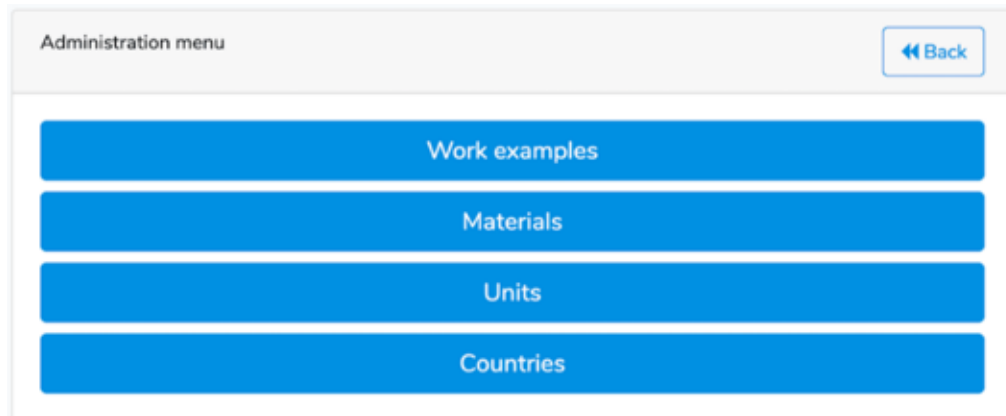 Administration menu
Back
Work examples
Materials
Units
Countries